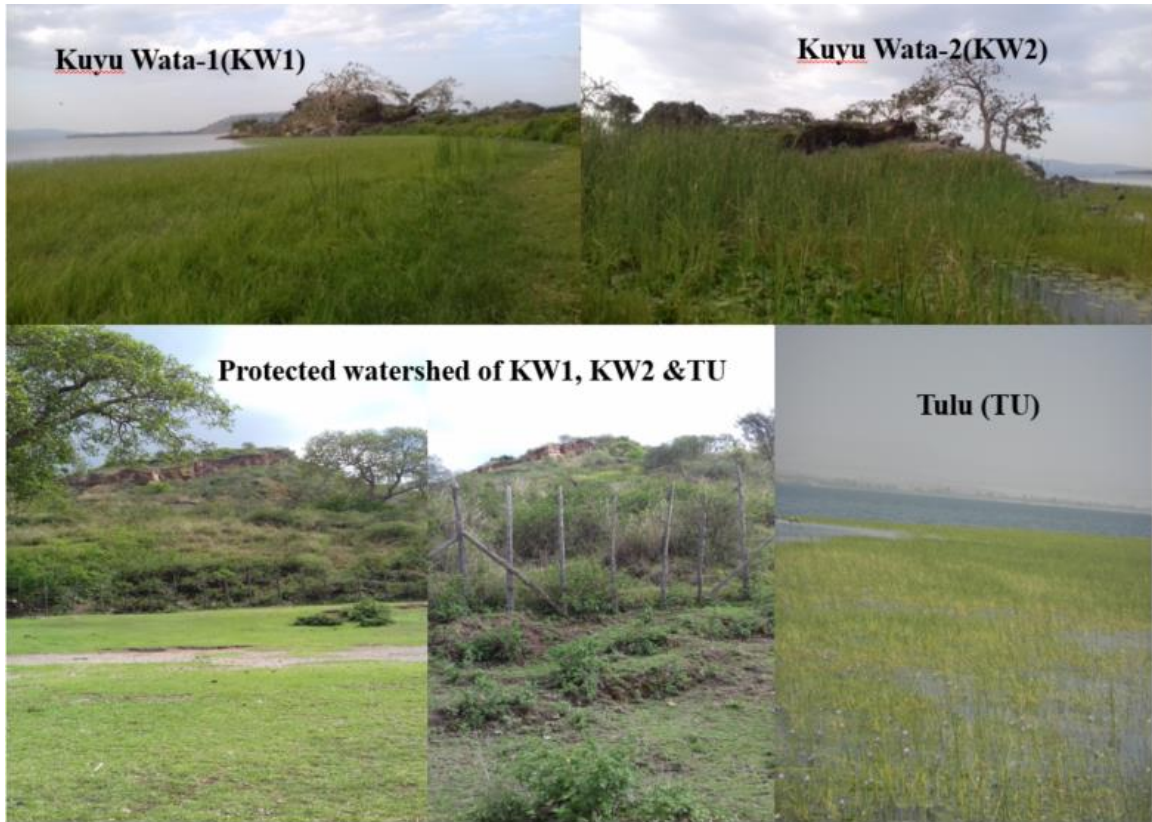 Kuyu Wata-1(KW1)
Kuyu Wata-2(KW2)
Protected watershed of KW1, KW2 &TU
Tulu (TU)